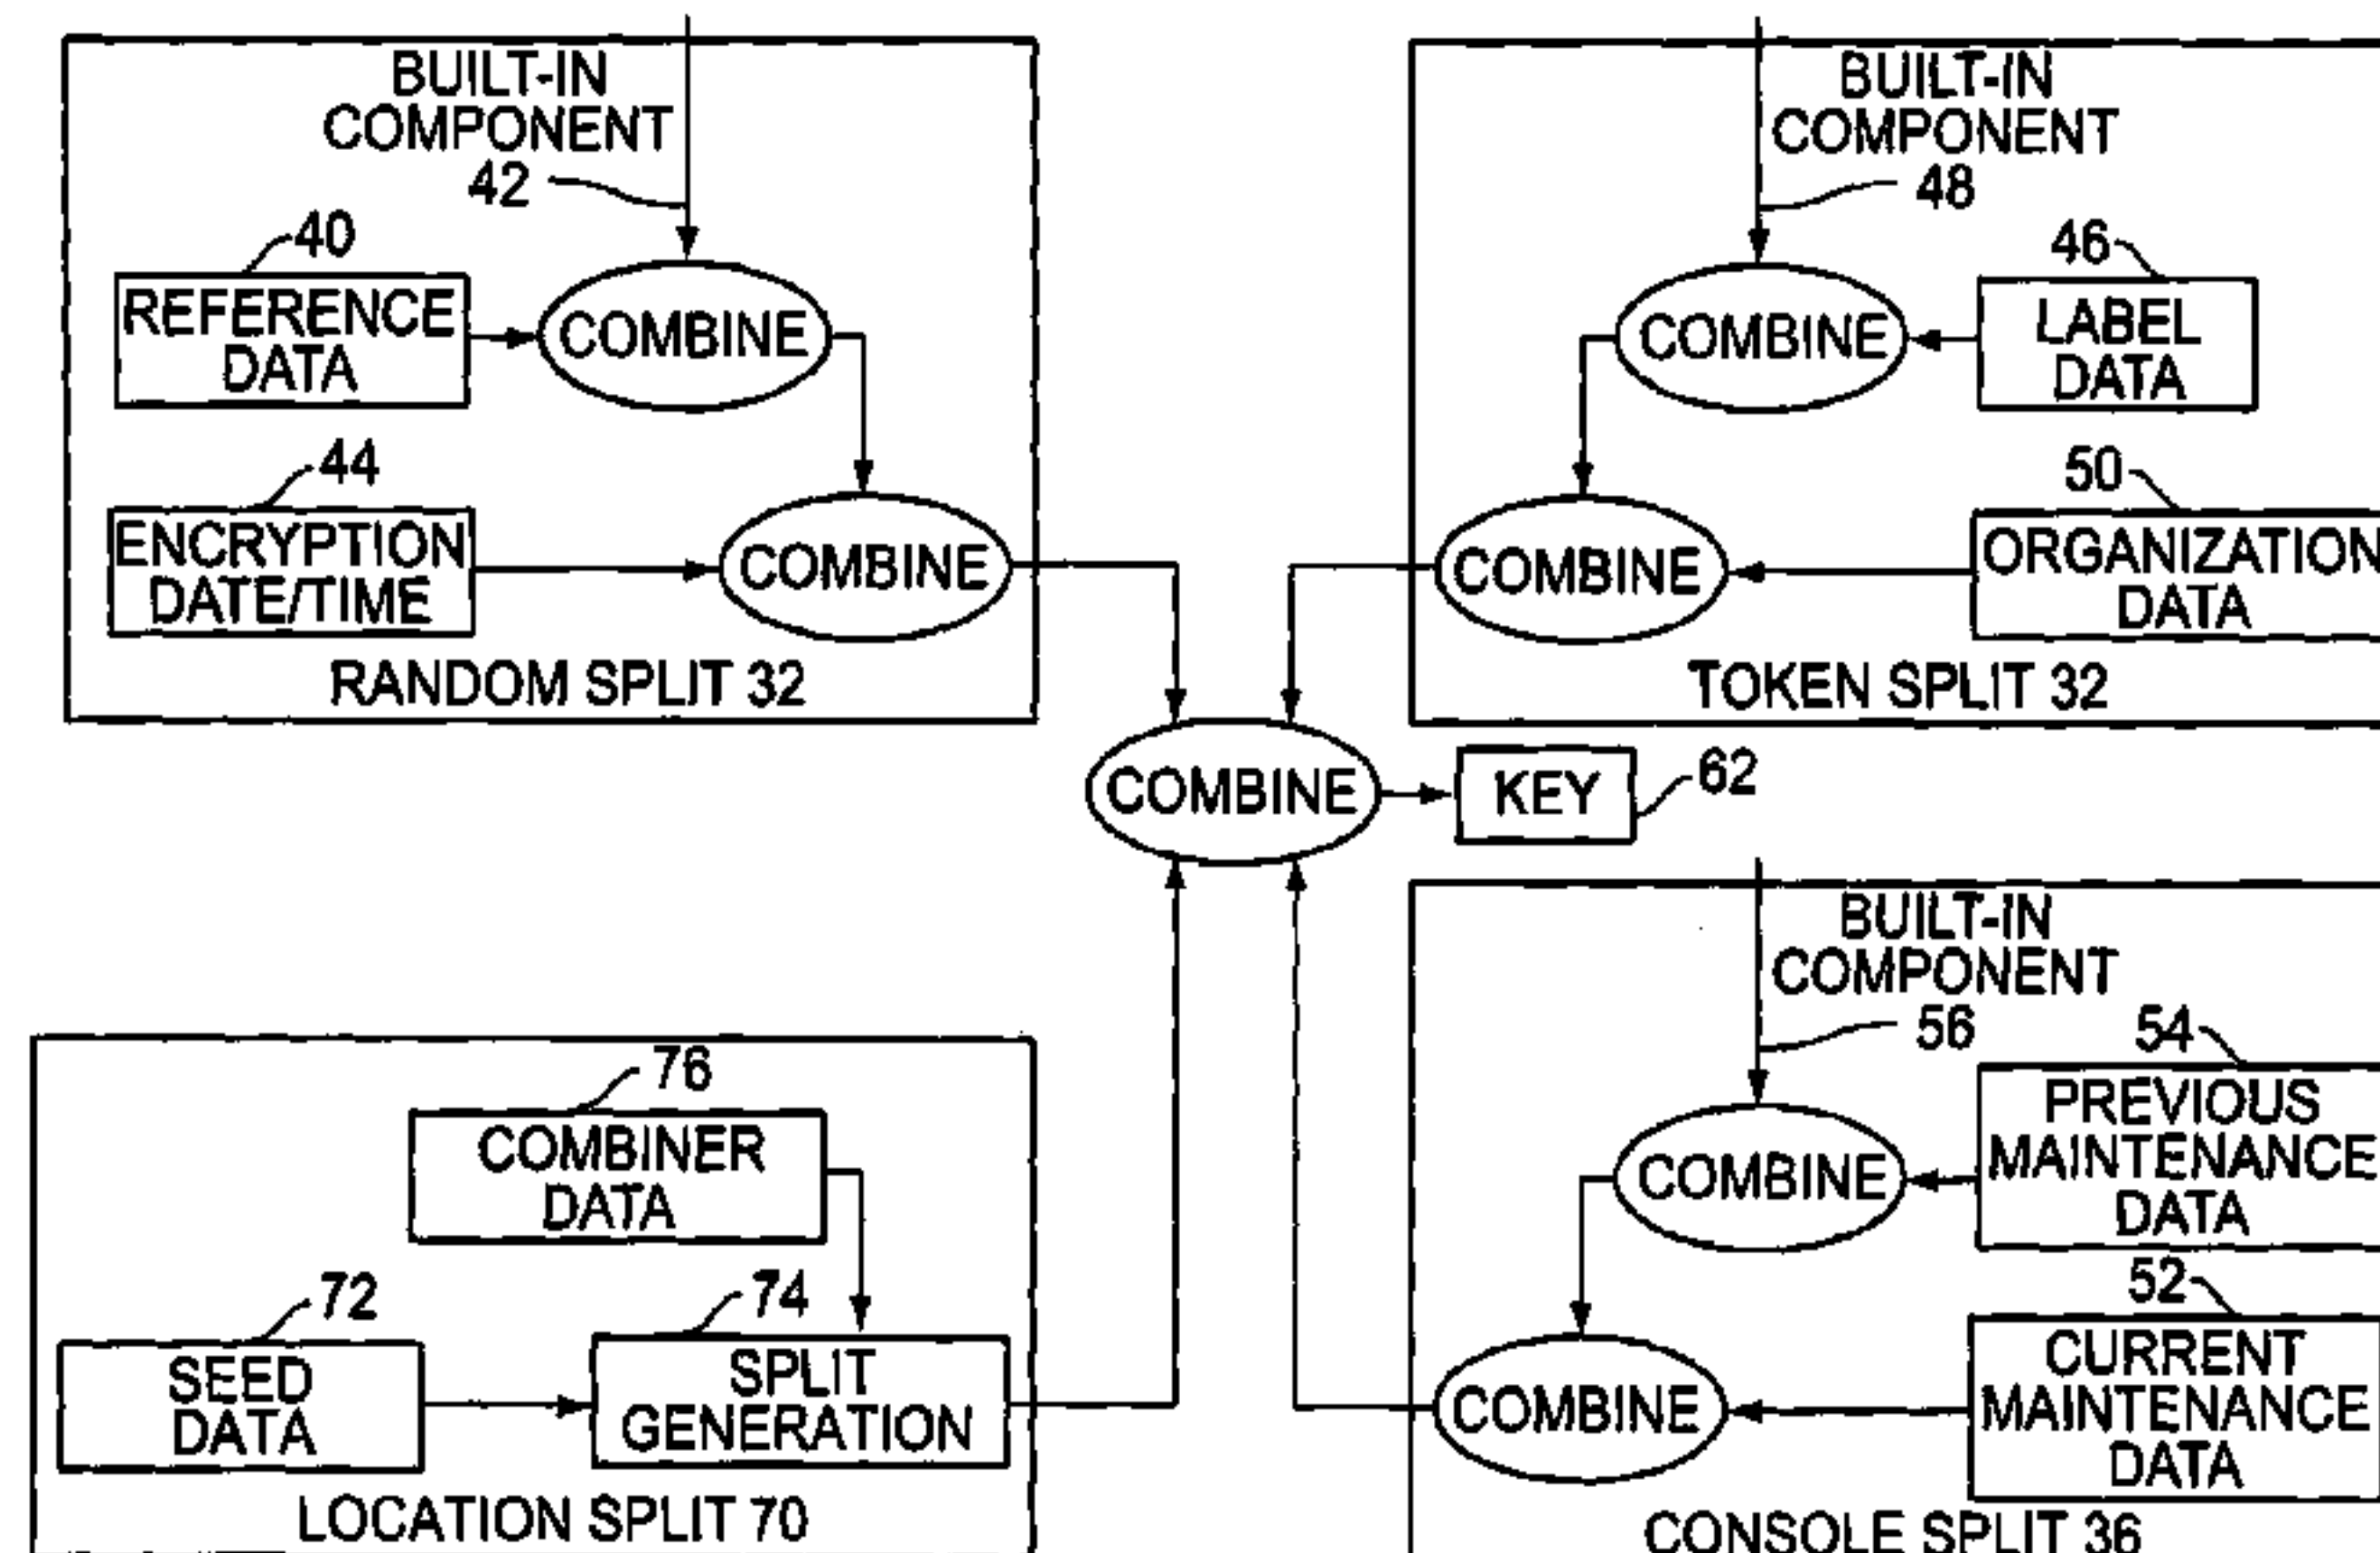 BUILT-IN
COMPONENT
42
40
REFERENCE
DATA
COMBINE
44
ENCRYPTION
DATE/TIME
COMBINE
RANDOM SPLIT 32
BUILT-IN
COMPONENT
48
46
COMBINE
LABEL
DATA
50
COMBINE
ORGANIZATION
DATA
TOKEN SPLIT 32
COMBINE
KEY
62
76
COMBINER
DATA
72
74
SEED
DATA
SPLIT
GENERATION
LOCATION SPLIT 70
BUILT-IN
COMPONENT
56
54
COMBINE
PREVIOUS
MAINTENANCE
DATA
52
COMBINE
CURRENT
MAINTENANCE
DATA
CONSOLE SPLIT 36